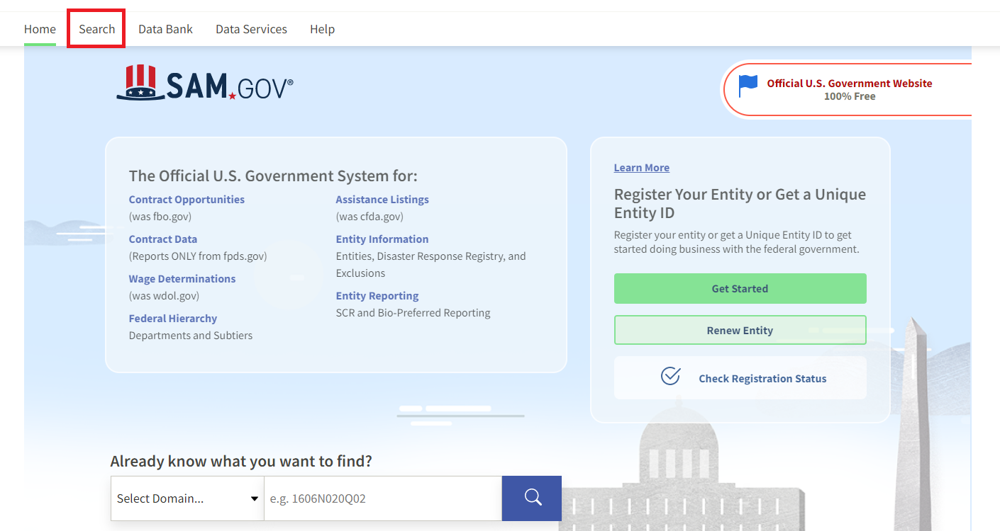 Home Search Data Bank Data Services Help
SAM.GOV®
Official U.S. Government Website
100% Free
The Official U.S. Government System for:
Contract Opportunities
(was fbo.gov)
Contract Data
(Reports ONLY from fpds.gov)
Wage Determinations
(was wdol.gov)
Federal Hierarchy
Departments and Subtiers
Assistance Listings
(was cfda.gov)
Entity Information
Entities, Disaster Response Registry, and
Exclusions
Entity Reporting
SCR and Bio-Preferred Reporting
Learn More
Register Your Entity or Get a Unique
Entity ID
Register your entity or get a Unique Entity ID to get
started doing business with the federal government.
Get Started
Renew Entity
Check Registration Status
Already know what you want to find?
Select Domain... e.g. 1606N020Q02